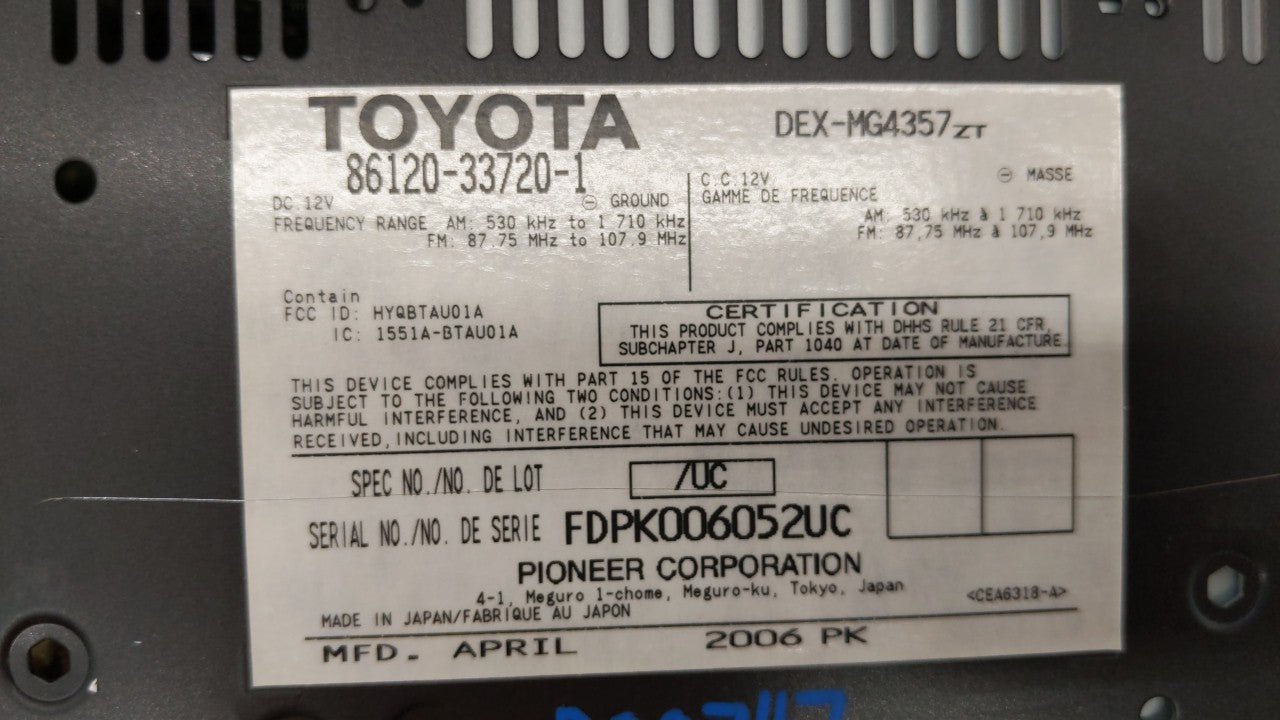 TOYOTA
86120-33720-1
DEX-MG4357ZT
DC 12V ⊖ GROUND
FREQUENCY RANGE AM: 530 kHz to 1 710 kHz
FM: 87.75 MHz to 107.9 MHz
C.C.12V ⊖ MASSE
GAMME DE FREQUENCE
AM: 530 kHz à 1 710 kHz
FM: 87,75 MHz à 107,9 MHz
Contain
FCC ID: HYQBTAU01A
IC: 1551A-BTAU01A
CERTIFICATION
THIS PRODUCT COMPLIES WITH DHHS RULE 21 CFR,
SUBCHAPTER J, PART 1040 AT DATE OF MANUFACTURE
THIS DEVICE COMPLIES WITH PART 15 OF THE FCC RULES. OPERATION IS
SUBJECT TO THE FOLLOWING TWO CONDITIONS:(1) THIS DEVICE MAY NOT CAUSE
HARMFUL INTERFERENCE, AND (2) THIS DEVICE MUST ACCEPT ANY INTERFERENCE
RECEIVED,INCLUDING INTERFERENCE THAT MAY CAUSE UNDESIRED OPERATION.
SPEC NO./NO. DE LOT /UC
SERIAL NO./NO. DE SERIE FDPK006052UC
PIONEER CORPORATION
4-1, Meguro 1-chome, Meguro-ku, Tokyo, Japan
<CEA6318-A>
MADE IN JAPAN/FABRIQUE AU JAPON
MFD. APRIL 2006 PK